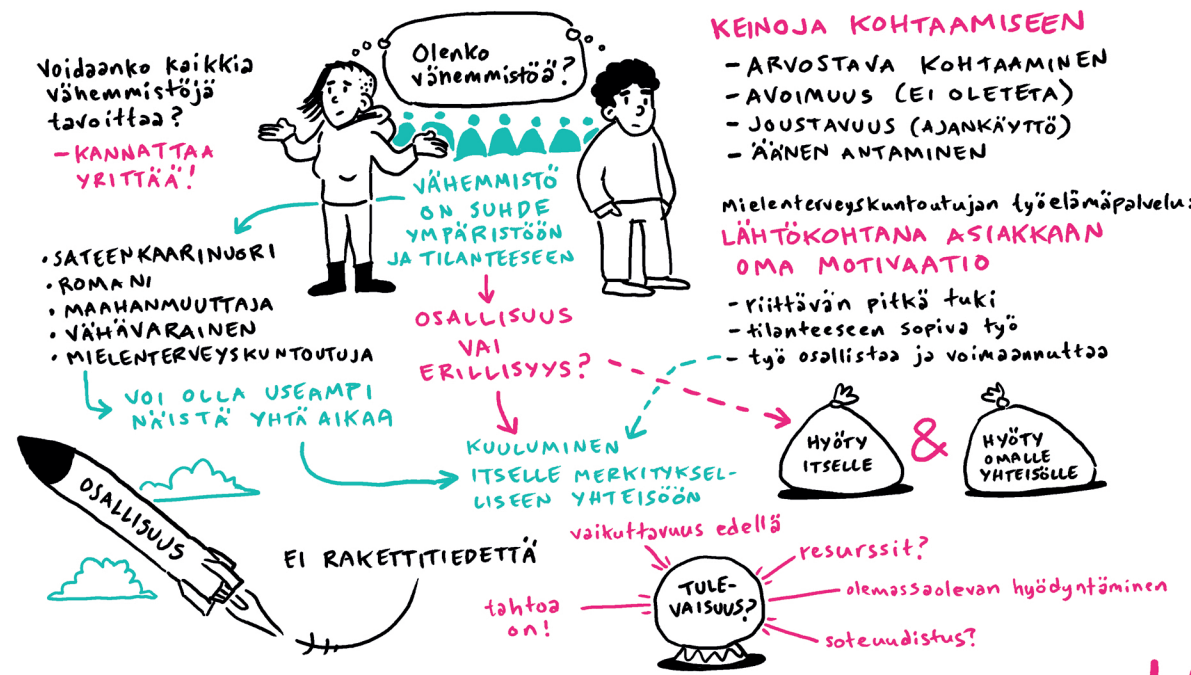 Voidaanko kaikkia
vähemmistöjä
tavoittaa?
- KANNATTAA
YRITTÄÄ!
Olenko
vähemmistöä?
VÄHEMMISTÖ
ON SUHDE
YMPÄRISTÖÖN
JA TILANTEESEEN
• SATEENKAARINUORI
• ROMANI
• MAAHANMUUTTAJA
• VÄHÄVARAINEN
• MIELENTERVEYSKUNTOUTUJA
VOI OLLA USEAMPI
NÄISTÄ YHTÄ AIKAA
OSALLISUUS
VAI
ERILLISYYS?
KUULUMINEN
ITSELLE MERKITYKSEL-
LISEEN YHTEISÖÖN
KEINOJA KOHTAAMISEEN
- ARVOSTAVA KOHTAAMINEN
- AVOIMUUS (EI OLETETA)
- JOUSTAVUUS (AJANKÄYTTÖ)
- ÄÄNEN ANTAMINEN
Mielenterveyskuntoutujan työelämäpalvelu:
LÄHTÖKOHTANA ASIAKKAAN
OMA MOTIVAATIO
- riittävän pitkä tuki
- tilanteeseen sopiva työ
- työ osallistaa ja voimaannuttaa
HYÖTY
ITSELLE
&
HYÖTY
OMALLE
YHTEISÖLLE
OSALLISUUS
EI RAKETTITIEDETTÄ
vaikuttavuus edellä
tahtoa
on!
TULE-
VAISUUS?
resurssit?
olemassaolevan hyödyntäminen
soteuudistus?